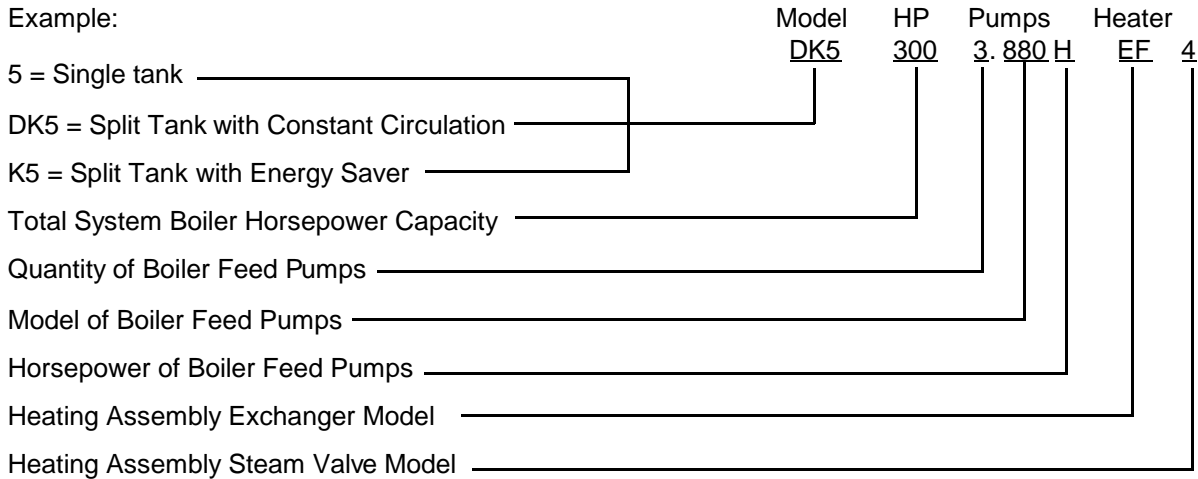 Example: Model HP Pumps Heater
DK5 300 3. 880 H EF 4
5 = Single tank
DK5 = Split Tank with Constant Circulation
K5 = Split Tank with Energy Saver
Total System Boiler Horsepower Capacity
Quantity of Boiler Feed Pumps
Model of Boiler Feed Pumps
Horsepower of Boiler Feed Pumps
Heating Assembly Exchanger Model
Heating Assembly Steam Valve Model